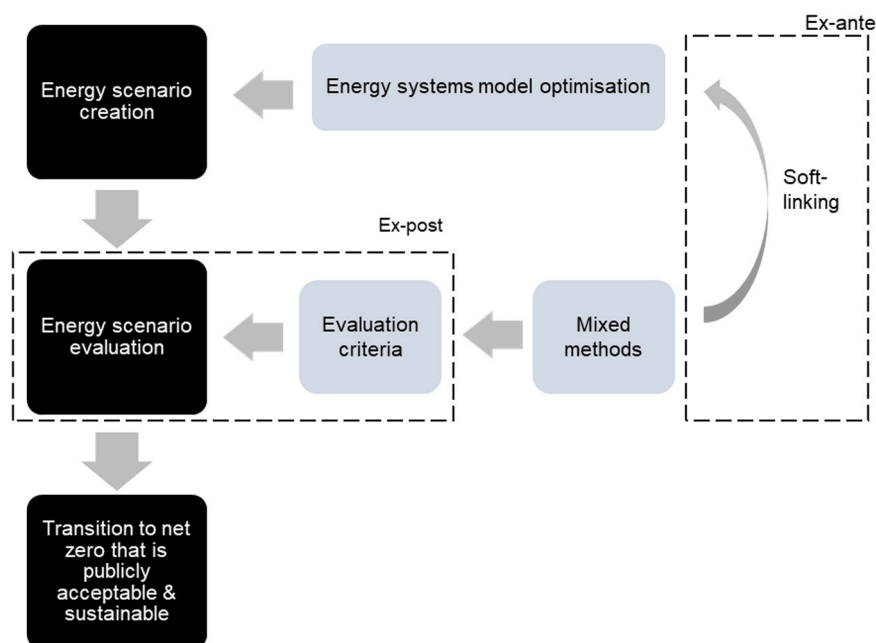 Ex-ante
Energy scenario
creation
Energy systems model optimisation
Soft-
linking
Ex-post
Energy scenario
evaluation
Evaluation
criteria
Mixed
methods
Transition to net
zero that is
publicly
acceptable &
sustainable